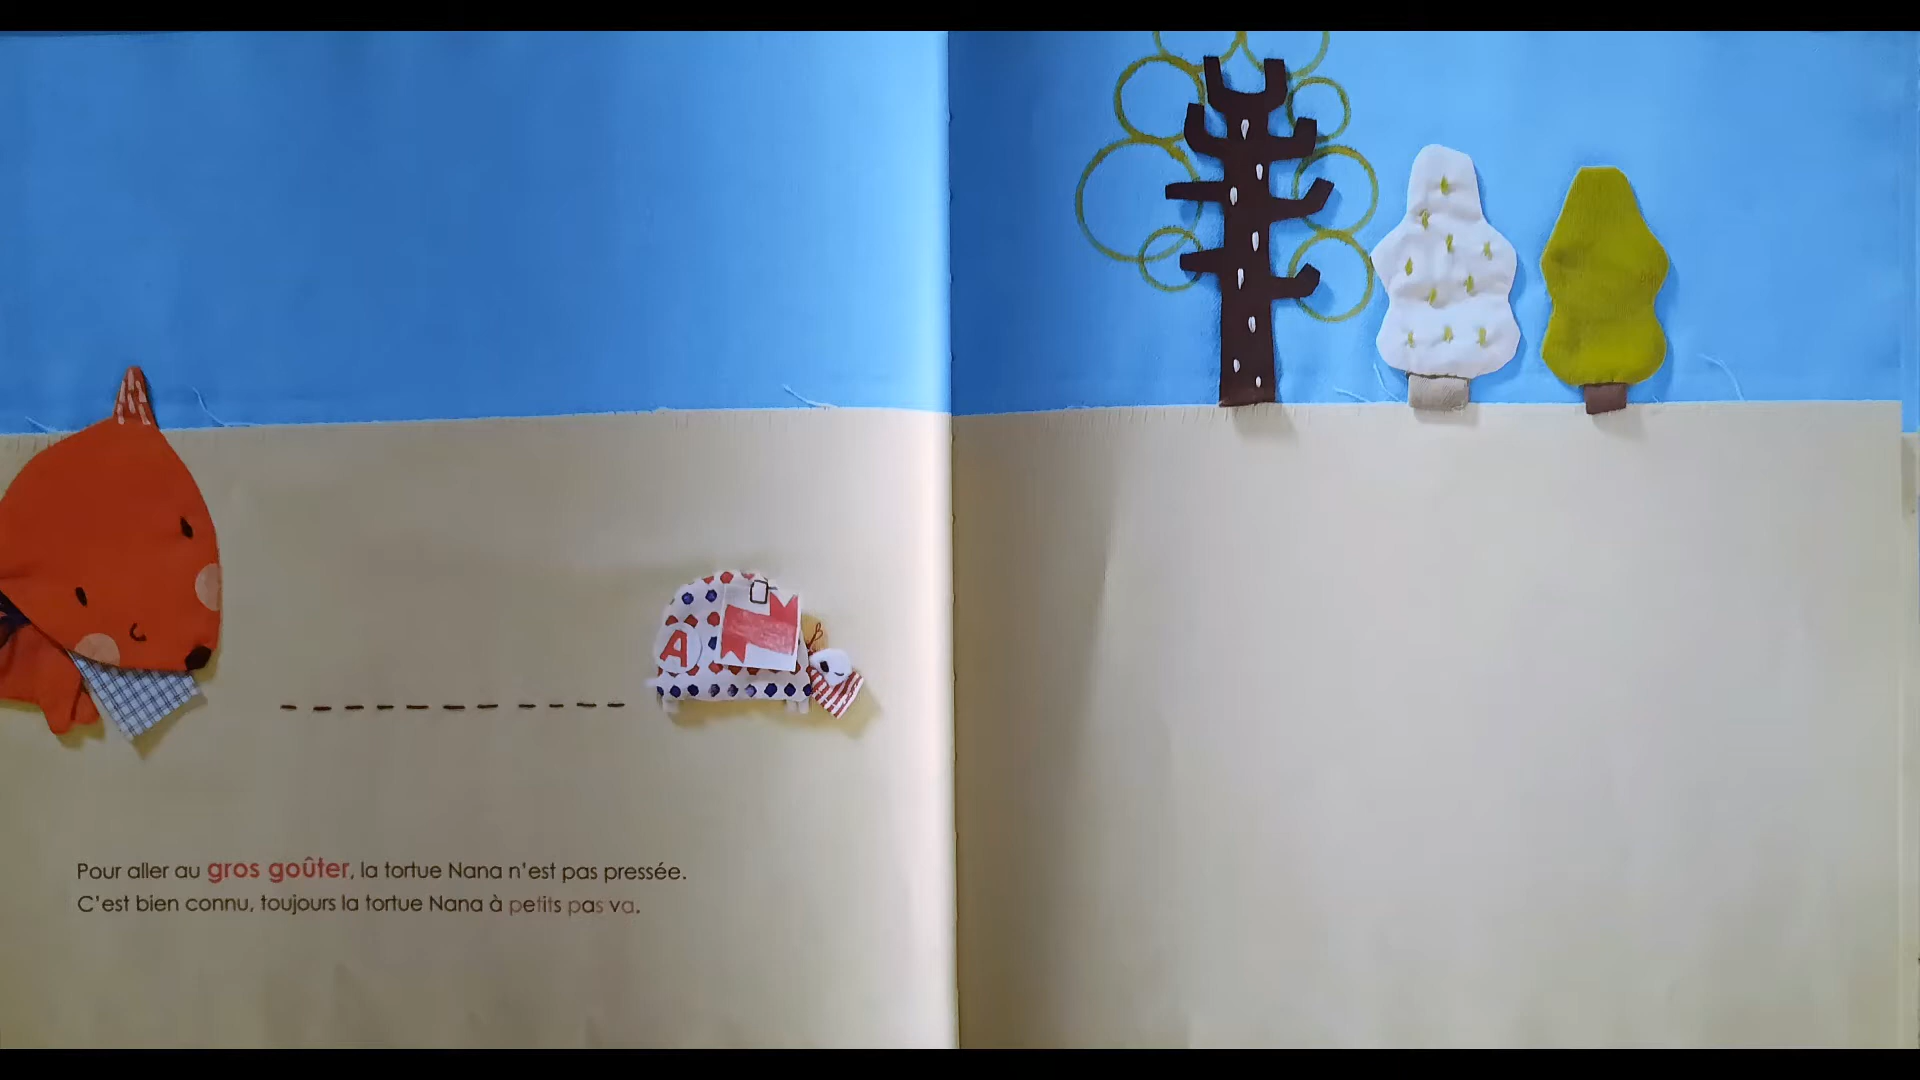 A
Pour aller au gros goûter, la tortue Nana n'est pas pressée.
C'est bien connu, toujours la tortue Nana à petits pas va.